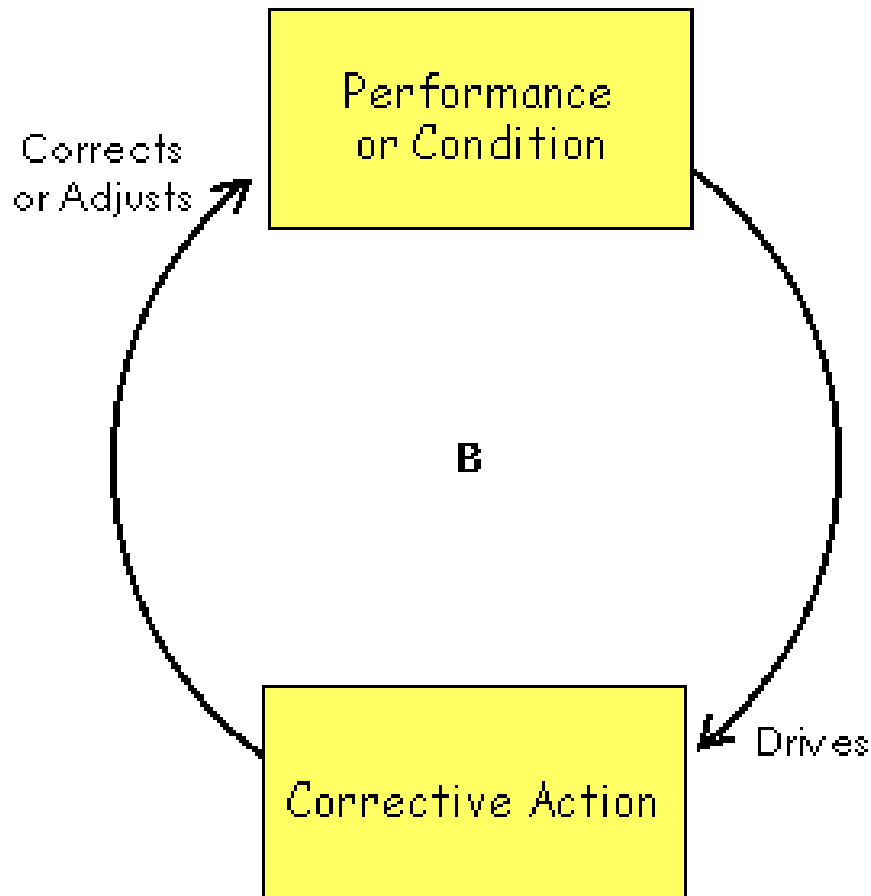 Performance
or Condition
Corrects
or Adjusts
B
Drives
Corrective Action